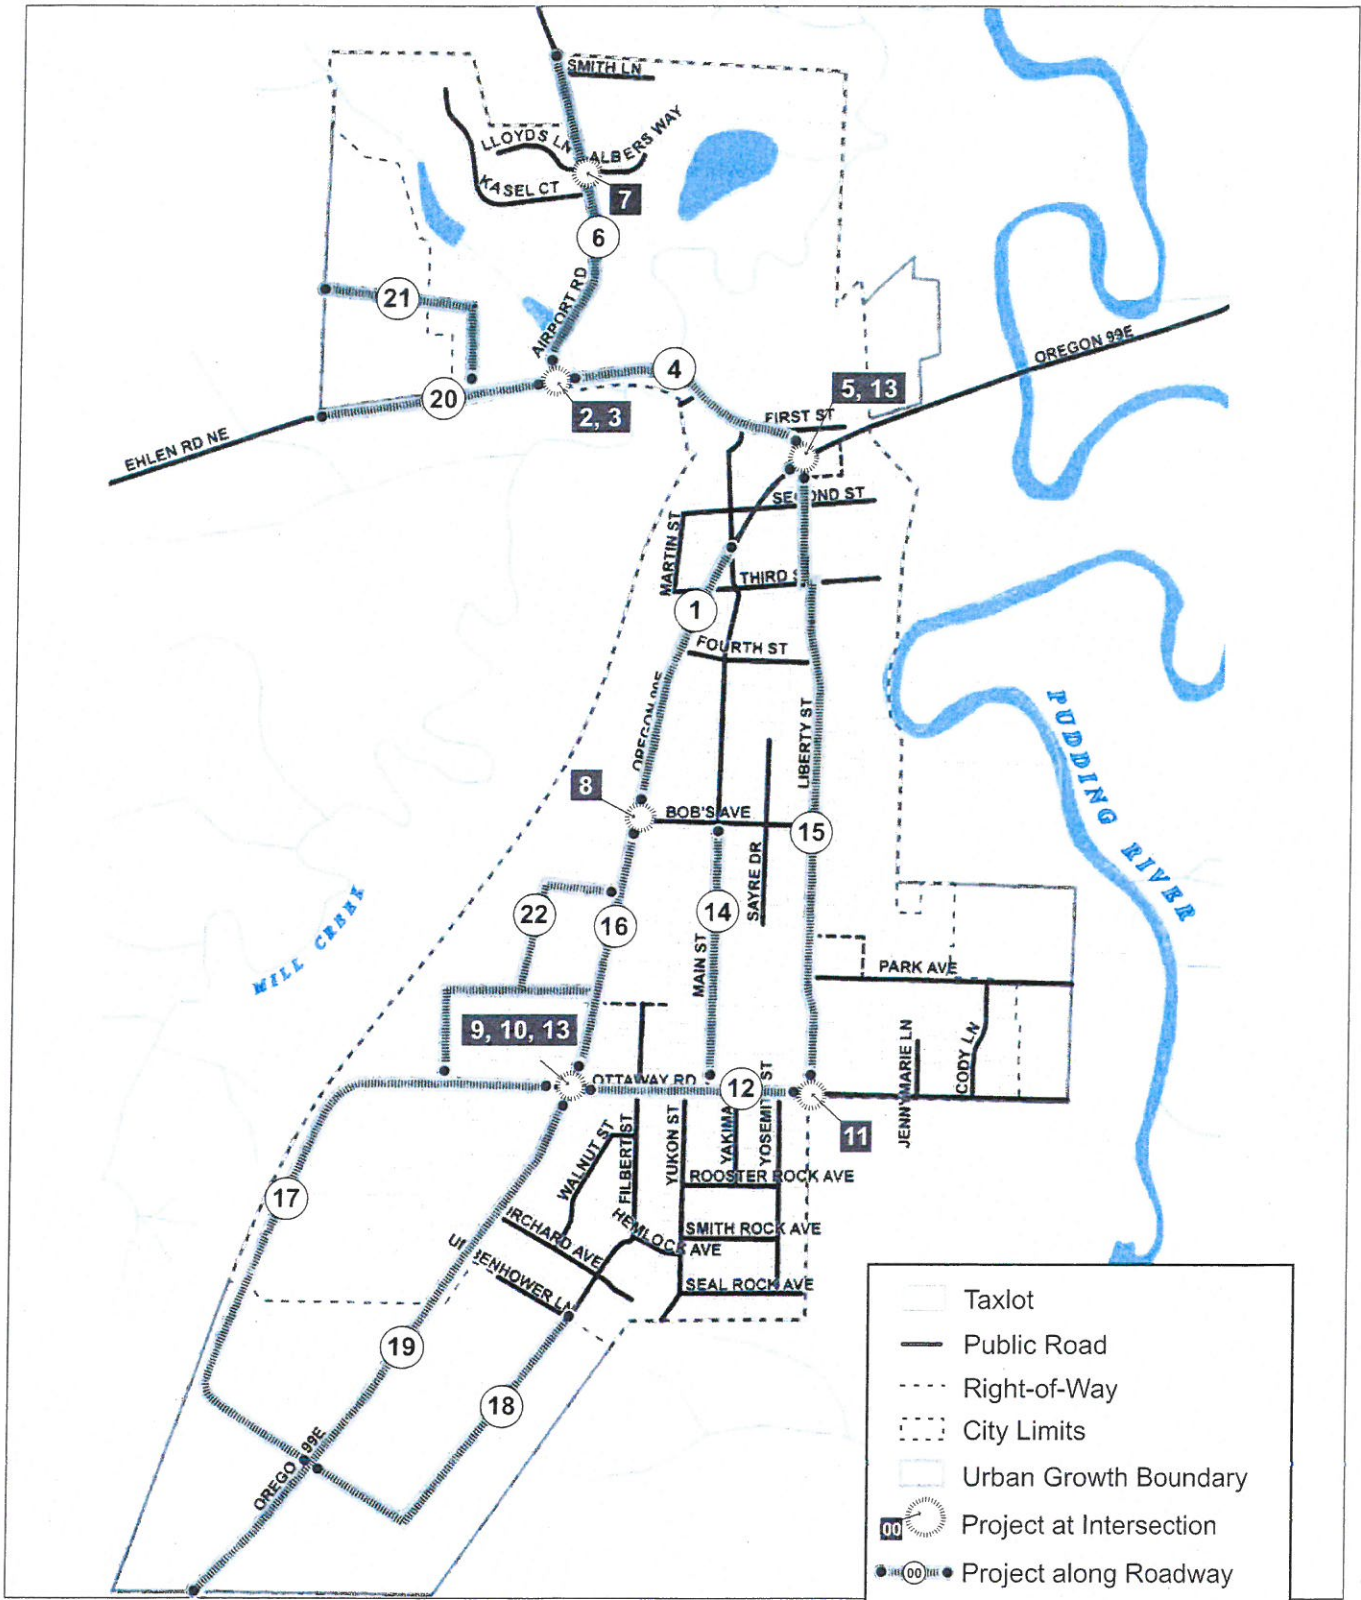 SMITH LN
LLOYDS LN
ALBERS WAY
KASEL CT
7
6
21
AIRPORT RD
4
OREGON 99E
20
5, 13
2, 3
FIRST ST
EHLEN RD NE
SECOND ST
MARTIN ST
THIRD S
1
FOURTH ST
OREGON 99E
LIBERTY ST
PUDDING RIVER
8
BOB'S AVE
15
SAYRE DR
22
16
14
MILL CREEK
MAIN ST
PARK AVE
9, 10, 13
OTTAWAY RD
12
YOSEMITE ST
JENNYMARIE LN
CODY LN
11
WALNUT ST
FILBERT ST
YUKON ST
YAKIMA
ROOSTER ROCK AVE
17
HEMLOCK AVE
SMITH ROCK AVE
ORCHARD AVE
SEAL ROCK AVE
19
18
OREGO 99E
Taxlot
Public Road
Right-of-Way
City Limits
Urban Growth Boundary
00 Project at Intersection
00 Project along Roadway